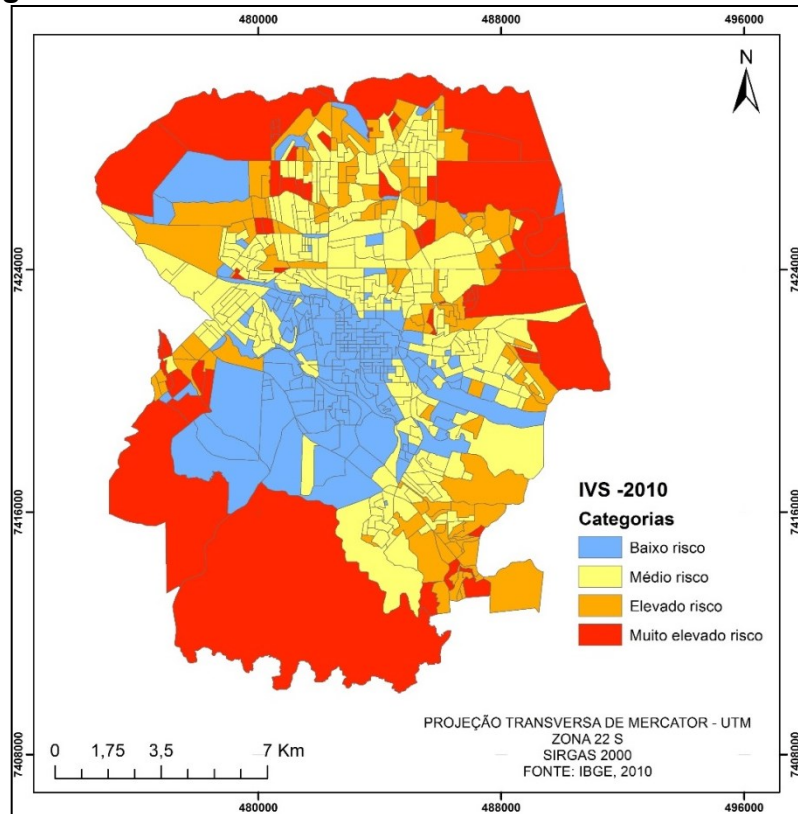 480000 488000 496000
N
7424000 7424000
7416000 7416000
IVS -2010
Categorias
Baixo risco
Médio risco
Elevado risco
Muito elevado risco
PROJEÇÃO TRANSVERSA DE MERCATOR - UTM
ZONA 22 S
SIRGAS 2000
FONTE: IBGE, 2010
0 1,75 3,5 7 Km
7408000 7408000
480000 488000 496000